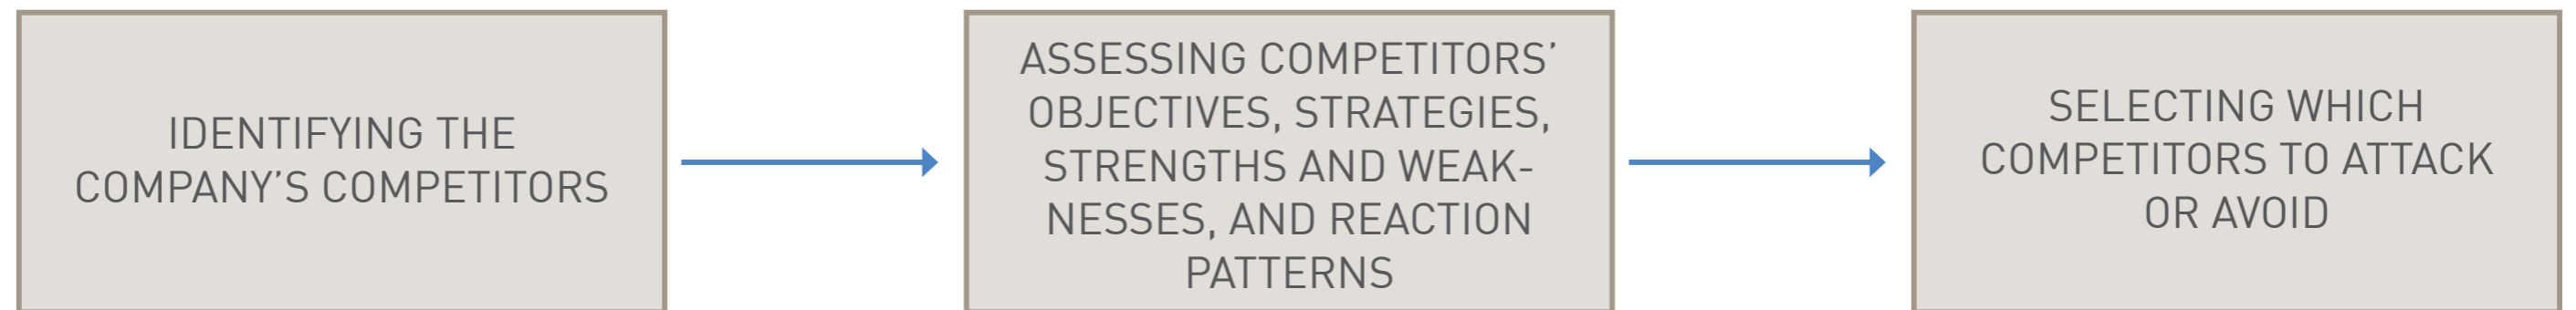 IDENTIFYING THE
COMPANY’S COMPETITORS
ASSESSING COMPETITORS’
OBJECTIVES, STRATEGIES,
STRENGTHS AND WEAK-
NESSES, AND REACTION
PATTERNS
SELECTING WHICH
COMPETITORS TO ATTACK
OR AVOID